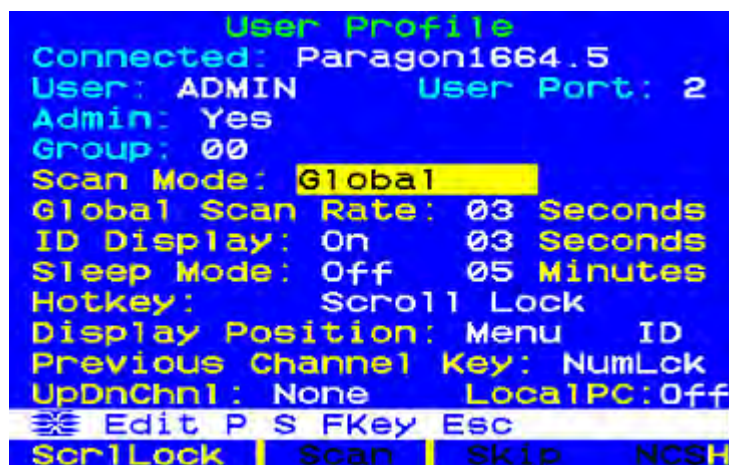 User Profile
Connected: Paragon1664.5
User: ADMIN User Port: 2
Admin: Yes
Group: 00
Scan Mode: Global
Global Scan Rate: 03 Seconds
ID Display: On 03 Seconds
Sleep Mode: Off 05 Minutes
Hotkey: Scroll Lock
Display Position: Menu ID
Previous Channel Key: NumLck
UpDnChnl: None LocalPC:Off
Edit P S FKey Esc
ScrlLock Scan Skip NCSH